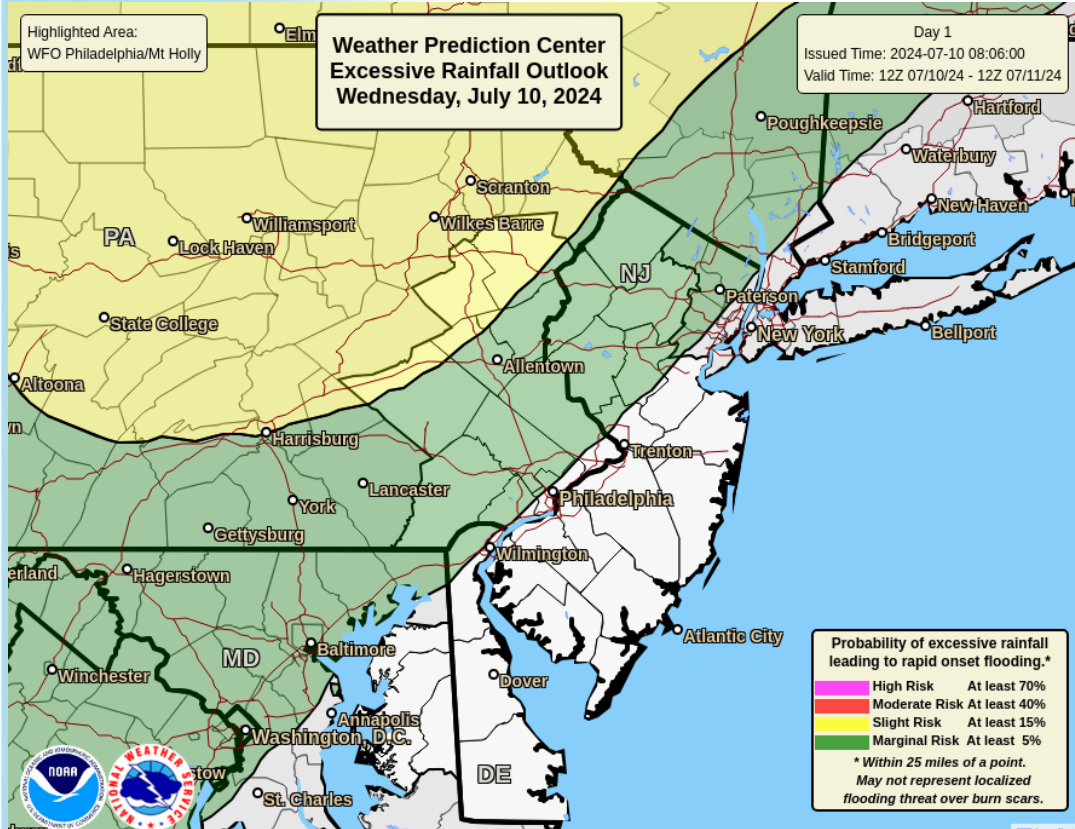 Highlighted Area:
WFO Philadelphia/Mt Holly
Weather Prediction Center
Excessive Rainfall Outlook
Wednesday, July 10, 2024
Day 1
Issued Time: 2024-07-10 08:06:00
Valid Time: 12Z 07/10/24 - 12Z 07/11/24
Elm
Hartford
Poughkeepsie
Waterbury
Scranton
New Haven
Williamsport
Wilkes Barre
PA
Lock Haven
Bridgeport
Stamford
NJ
Paterson
State College
New York
Bellport
Allentown
Altoona
Harrisburg
Trenton
Lancaster
Philadelphia
York
Gettysburg
Wilmington
erland
Hagerstown
Atlantic City
Baltimore
MD
Winchester
Dover
Annapolis
Washington, D.C.
stow
DE
St. Charles
Probability of excessive rainfall
leading to rapid onset flooding.*
High Risk At least 70%
Moderate Risk At least 40%
Slight Risk At least 15%
Marginal Risk At least 5%
* Within 25 miles of a point.
May not represent localized
flooding threat over burn scars.
NOAA
NATIONAL WEATHER SERVICE